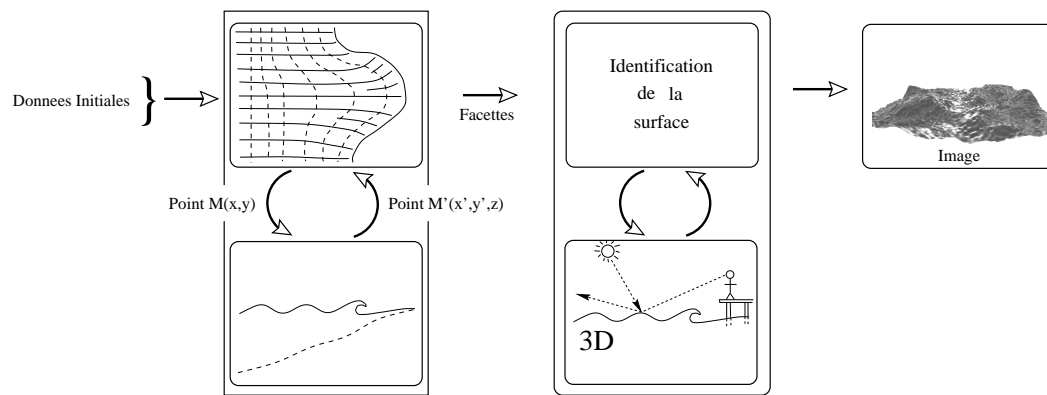 Donnees Initiales
Point M(x,y)
Point M'(x',y',z)
Facettes
Identification
de la
surface
3D
Image